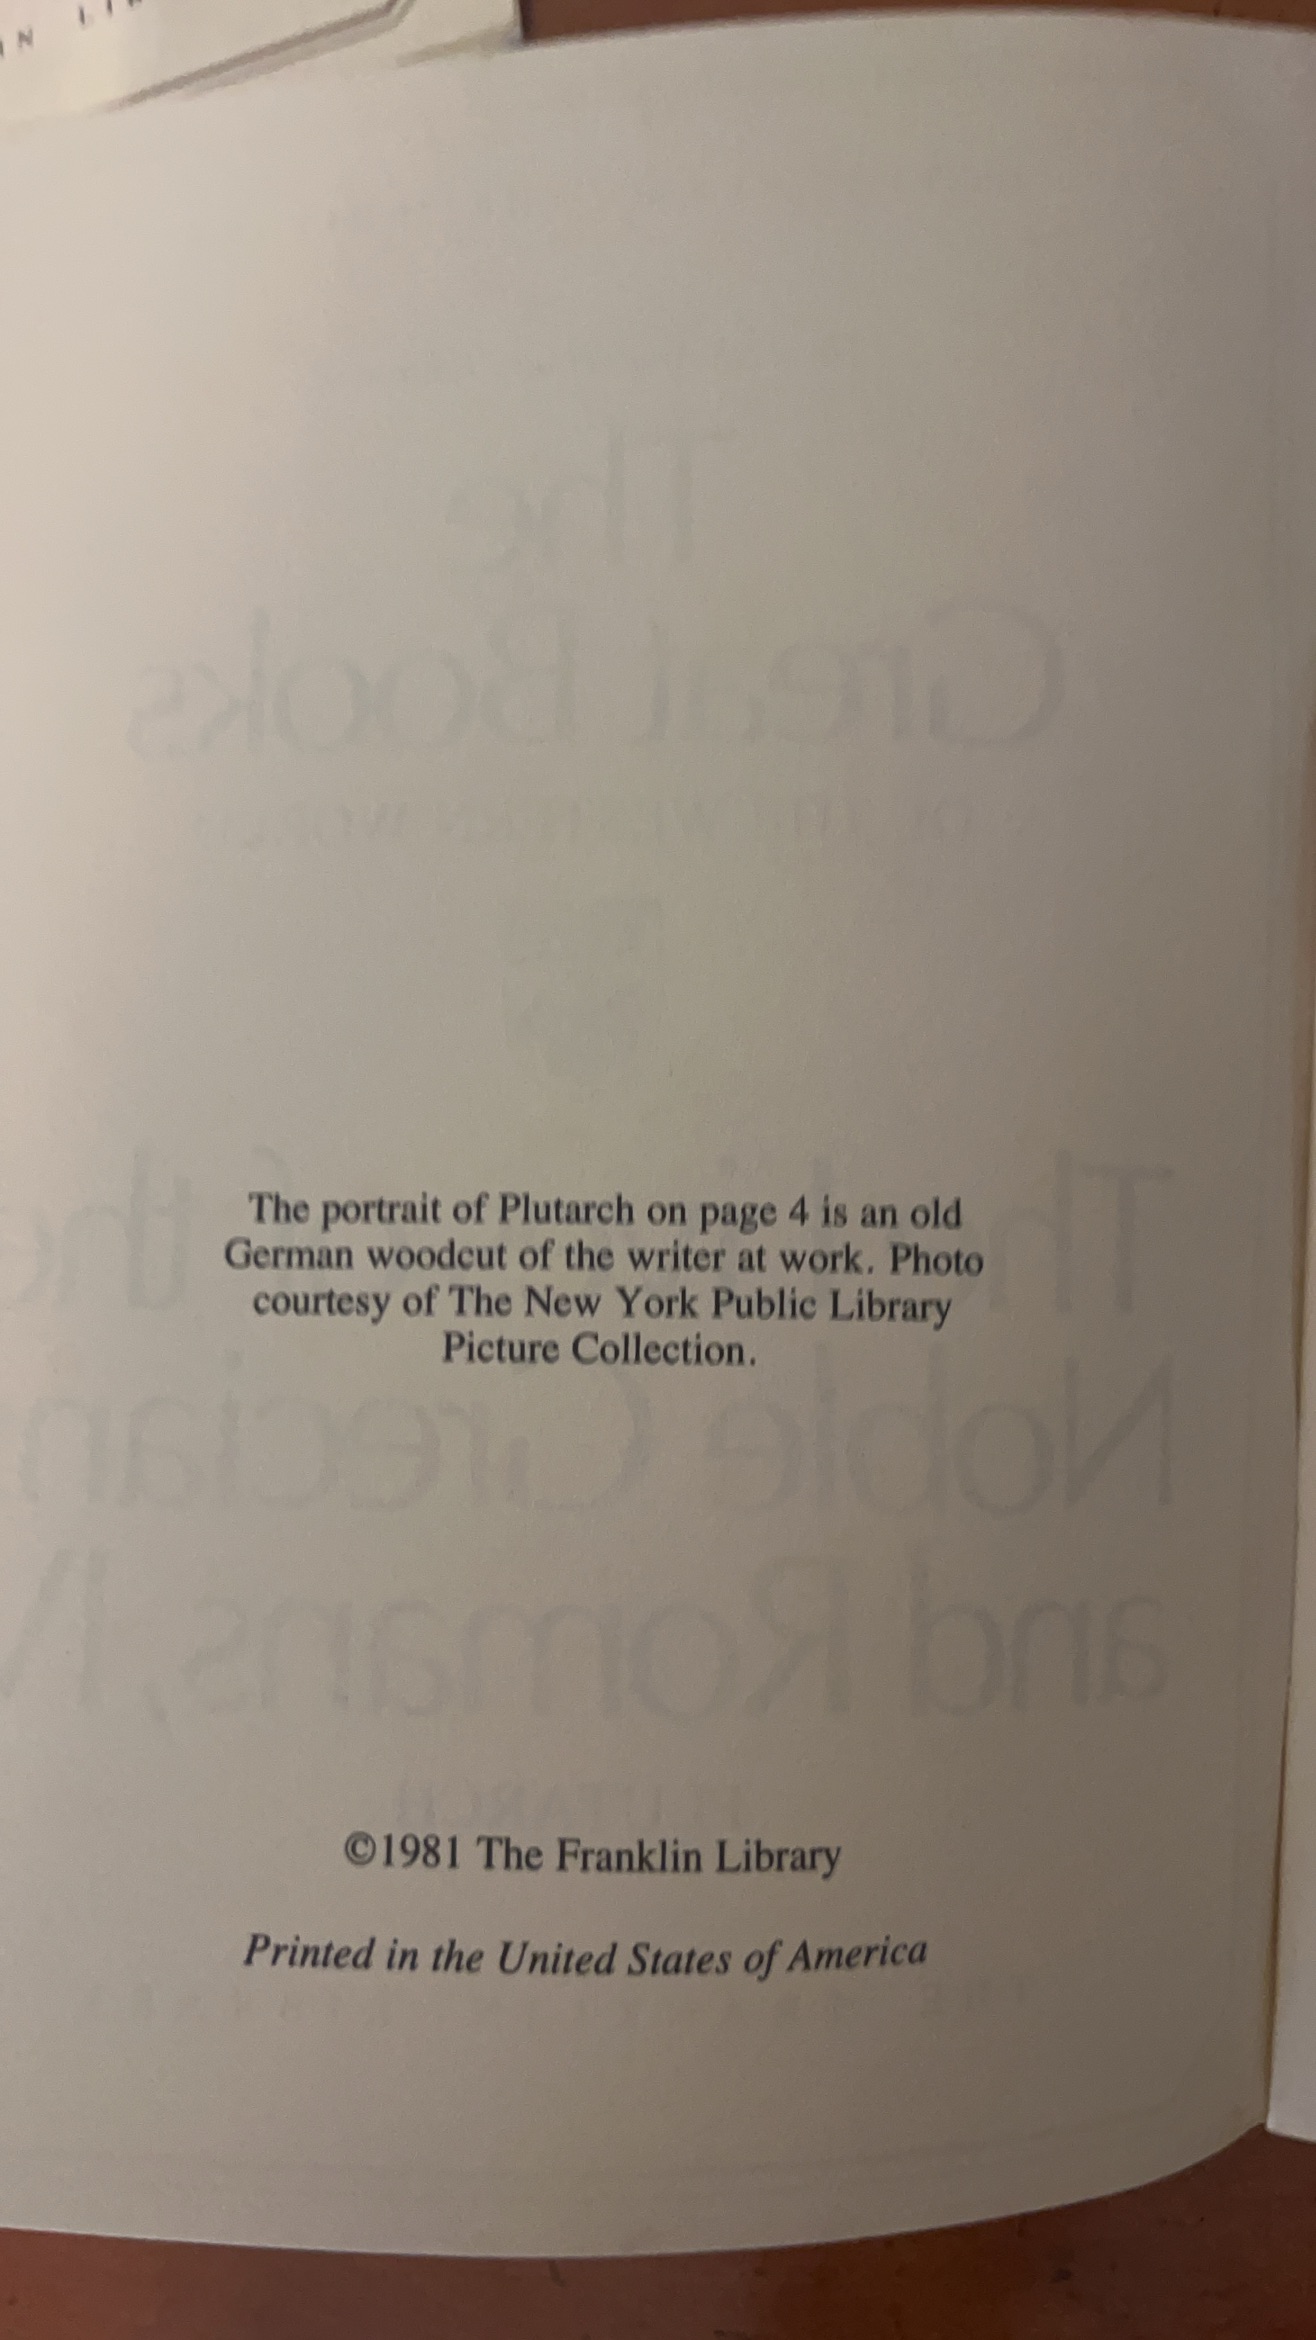 The portrait of Plutarch on page 4 is an old
German woodcut of the writer at work. Photo
courtesy of The New York Public Library
Picture Collection.
©1981 The Franklin Library
Printed in the United States of America